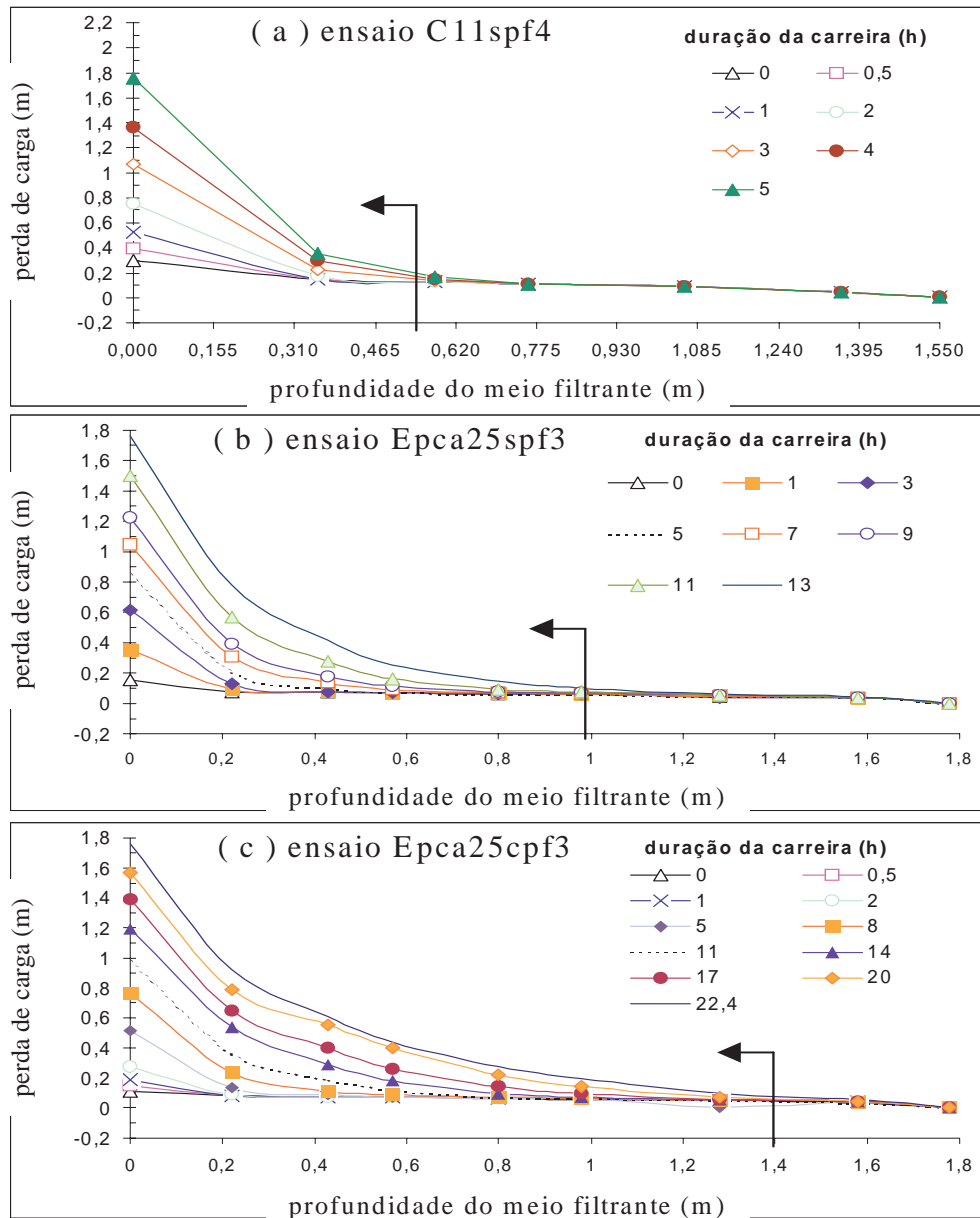 ( a ) ensaio C11spf4
duração da carreira (h)
0
0,5
1
2
3
4
5
perda de carga (m)
2,2
2
1,8
1,6
1,4
1,2
1
0,8
0,6
0,4
0,2
0
-0,2
0,000 0,155 0,310 0,465 0,620 0,775 0,930 1,085 1,240 1,395 1,550
profundidade do meio filtrante (m)
( b ) ensaio Epca25spf3
duração da carreira (h)
0 1 3
5 7 9
11 13
perda de carga (m)
1,8
1,6
1,4
1,2
1
0,8
0,6
0,4
0,2
0
-0,2
0 0,2 0,4 0,6 0,8 1 1,2 1,4 1,6 1,8
profundidade do meio filtrante (m)
( c ) ensaio Epca25cpf3
duração da carreira (h)
0 0,5
1 2
5 8
11 14
17 20
22,4
perda de carga (m)
1,8
1,6
1,4
1,2
1
0,8
0,6
0,4
0,2
0
-0,2
0 0,2 0,4 0,6 0,8 1 1,2 1,4 1,6 1,8
profundidade do meio filtrante (m)